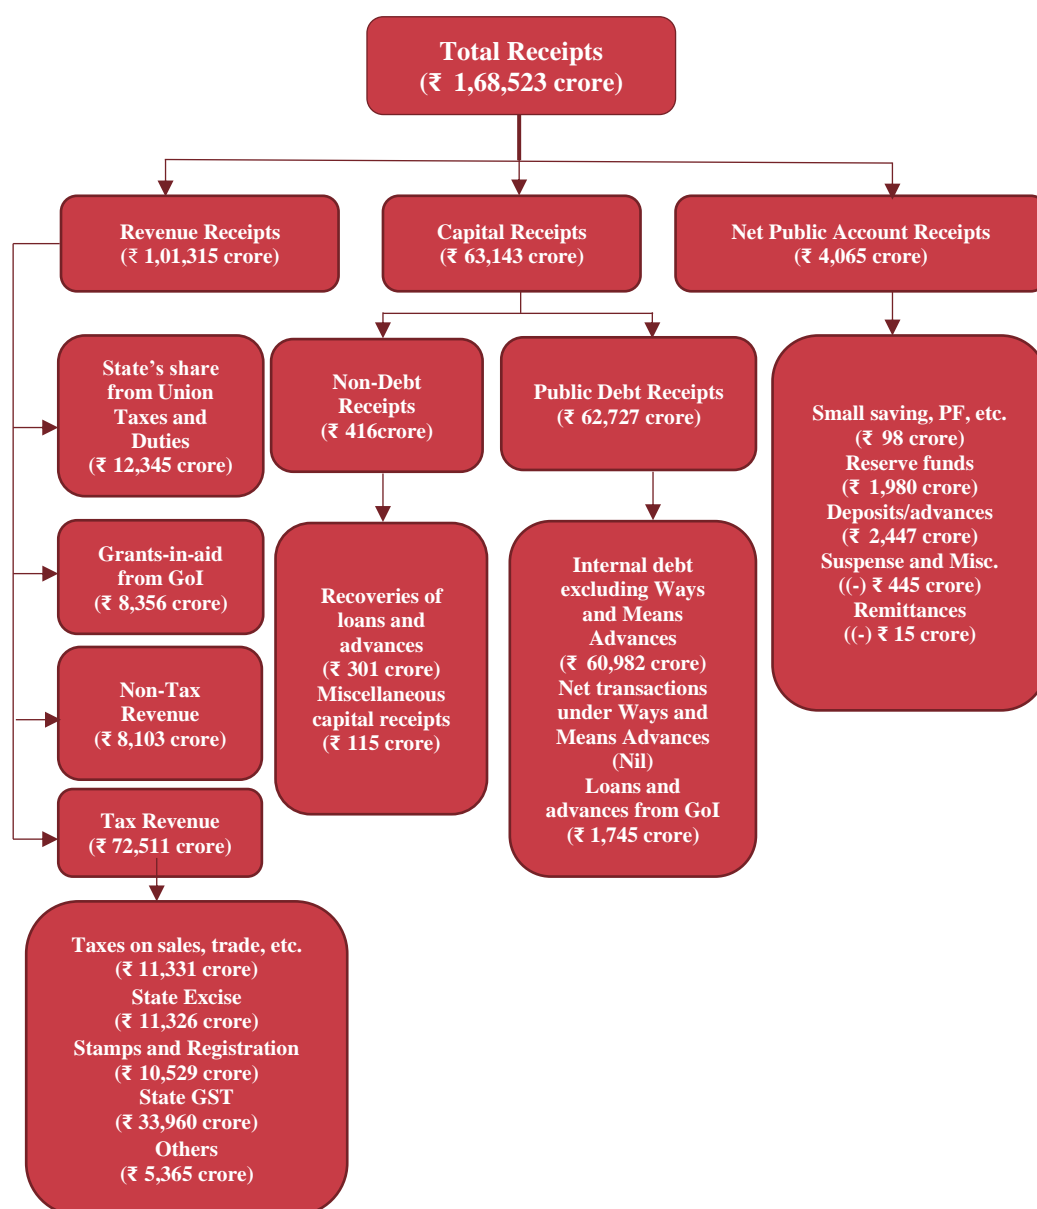 Total Receipts
(₹ 1,68,523 crore)
Revenue Receipts
(₹ 1,01,315 crore)
Capital Receipts
(₹ 63,143 crore)
Net Public Account Receipts
(₹ 4,065 crore)
State’s share
from Union
Taxes and
Duties
(₹ 12,345 crore)
Grants-in-aid
from GoI
(₹ 8,356 crore)
Non-Tax
Revenue
(₹ 8,103 crore)
Tax Revenue
(₹ 72,511 crore)
Taxes on sales, trade, etc.
(₹ 11,331 crore)
State Excise
(₹ 11,326 crore)
Stamps and Registration
(₹ 10,529 crore)
State GST
(₹ 33,960 crore)
Others
(₹ 5,365 crore)
Non-Debt
Receipts
(₹ 416crore)
Recoveries of
loans and
advances
(₹ 301 crore)
Miscellaneous
capital receipts
(₹ 115 crore)
Public Debt Receipts
(₹ 62,727 crore)
Internal debt
excluding Ways
and Means
Advances
(₹ 60,982 crore)
Net transactions
under Ways and
Means Advances
(Nil)
Loans and
advances from GoI
(₹ 1,745 crore)
Small saving, PF, etc.
(₹ 98 crore)
Reserve funds
(₹ 1,980 crore)
Deposits/advances
(₹ 2,447 crore)
Suspense and Misc.
((-) ₹ 445 crore)
Remittances
((-) ₹ 15 crore)